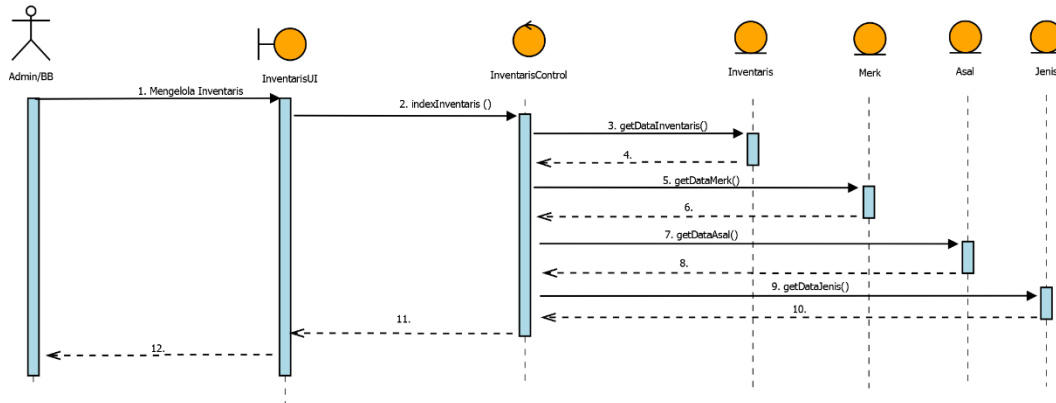 Admin/BB
InventarisUI
InventarisControl
Inventaris
Merk
Asal
Jenis
1. Mengelola Inventaris
2. indexInventaris ()
3. getDataInventaris()
4.
5. getDataMerk()
6.
7. getDataAsal()
8.
9. getDataJenis()
10.
11.
12.